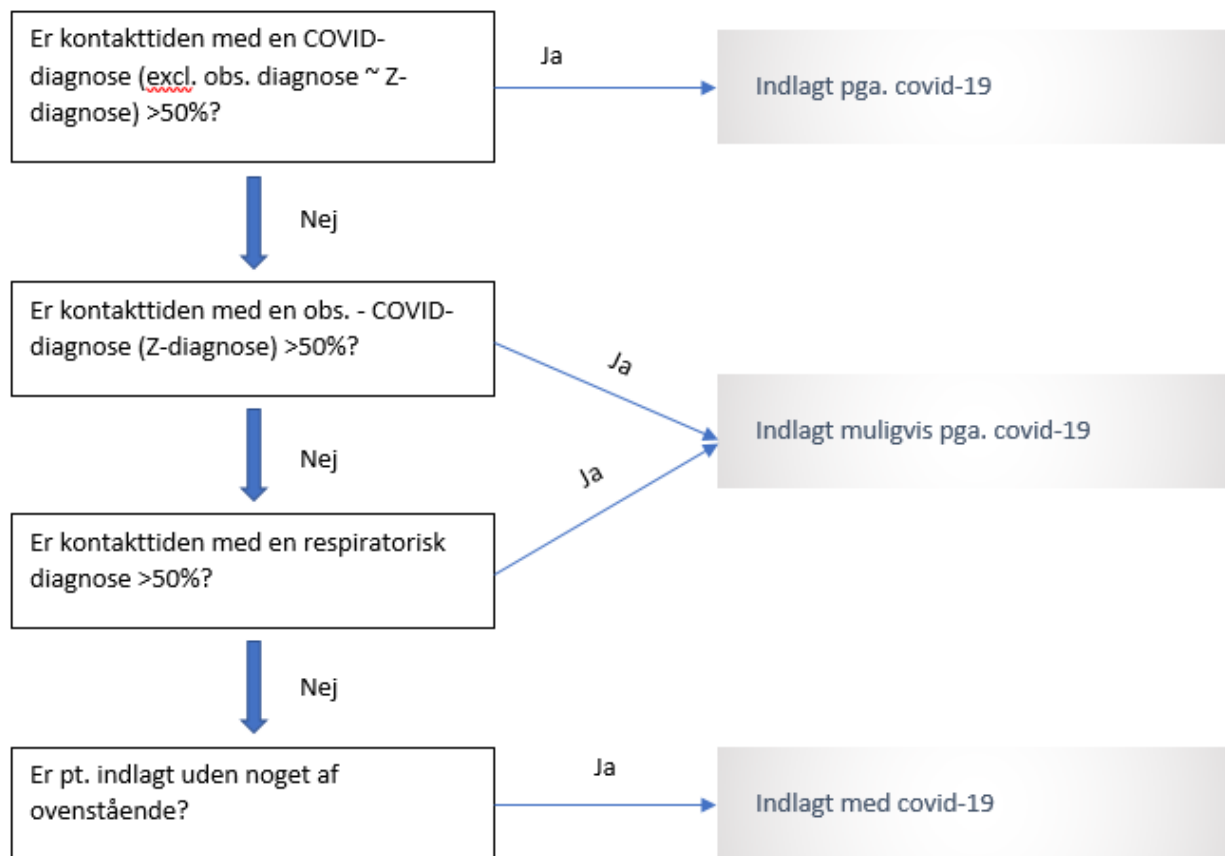 Er kontakttiden med en COVID-
diagnose (excl. obs. diagnose ~ Z-
diagnose) >50%?
Ja
Indlagt pga. covid-19
Nej
Er kontakttiden med en obs. - COVID-
diagnose (Z-diagnose) >50%?
Ja
Indlagt muligvis pga. covid-19
Nej
Ja
Er kontakttiden med en respiratorisk
diagnose >50%?
Nej
Er pt. indlagt uden noget af
ovenstående?
Ja
Indlagt med covid-19